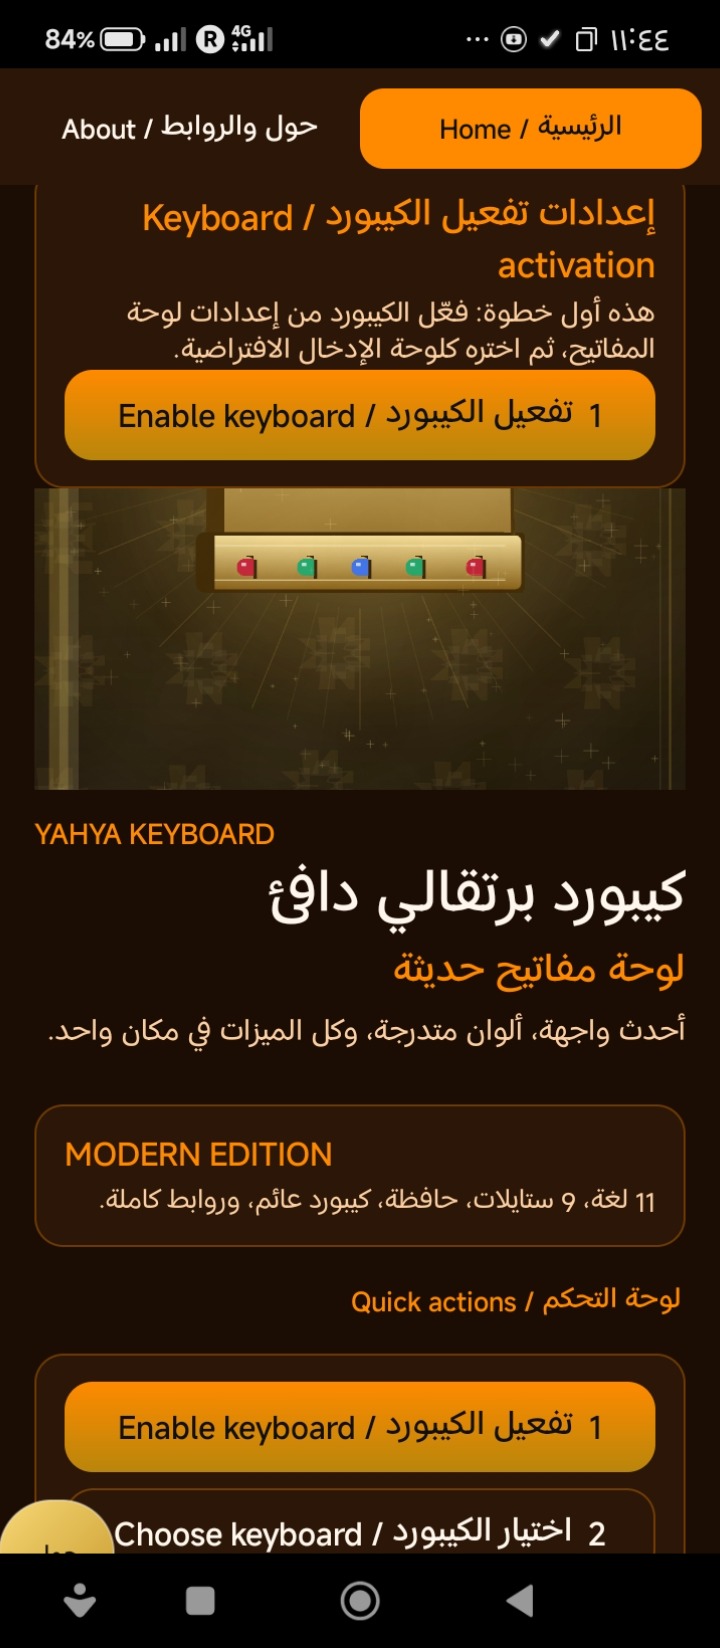 84% R 4G ... ١١:٤٤
الرئيسية / Home
حول والروابط / About
إعدادات تفعيل الكيبورد / Keyboard
activation
هذه أول خطوة: فعّل الكيبورد من إعدادات لوحة
المفاتيح، ثم اختره كلوحة الإدخال الافتراضية.
1 تفعيل الكيبورد / Enable keyboard
YAHYA KEYBOARD
كيبورد برتقالي دافئ
لوحة مفاتيح حديثة
أحدث واجهة، ألوان متدرجة، وكل الميزات في مكان واحد.
MODERN EDITION
11 لغة، 9 ستايلات، حافظة، كيبورد عائم، وروابط كاملة.
لوحة التحكم / Quick actions
1 تفعيل الكيبورد / Enable keyboard
2 اختيار الكيبورد / Choose keyboard